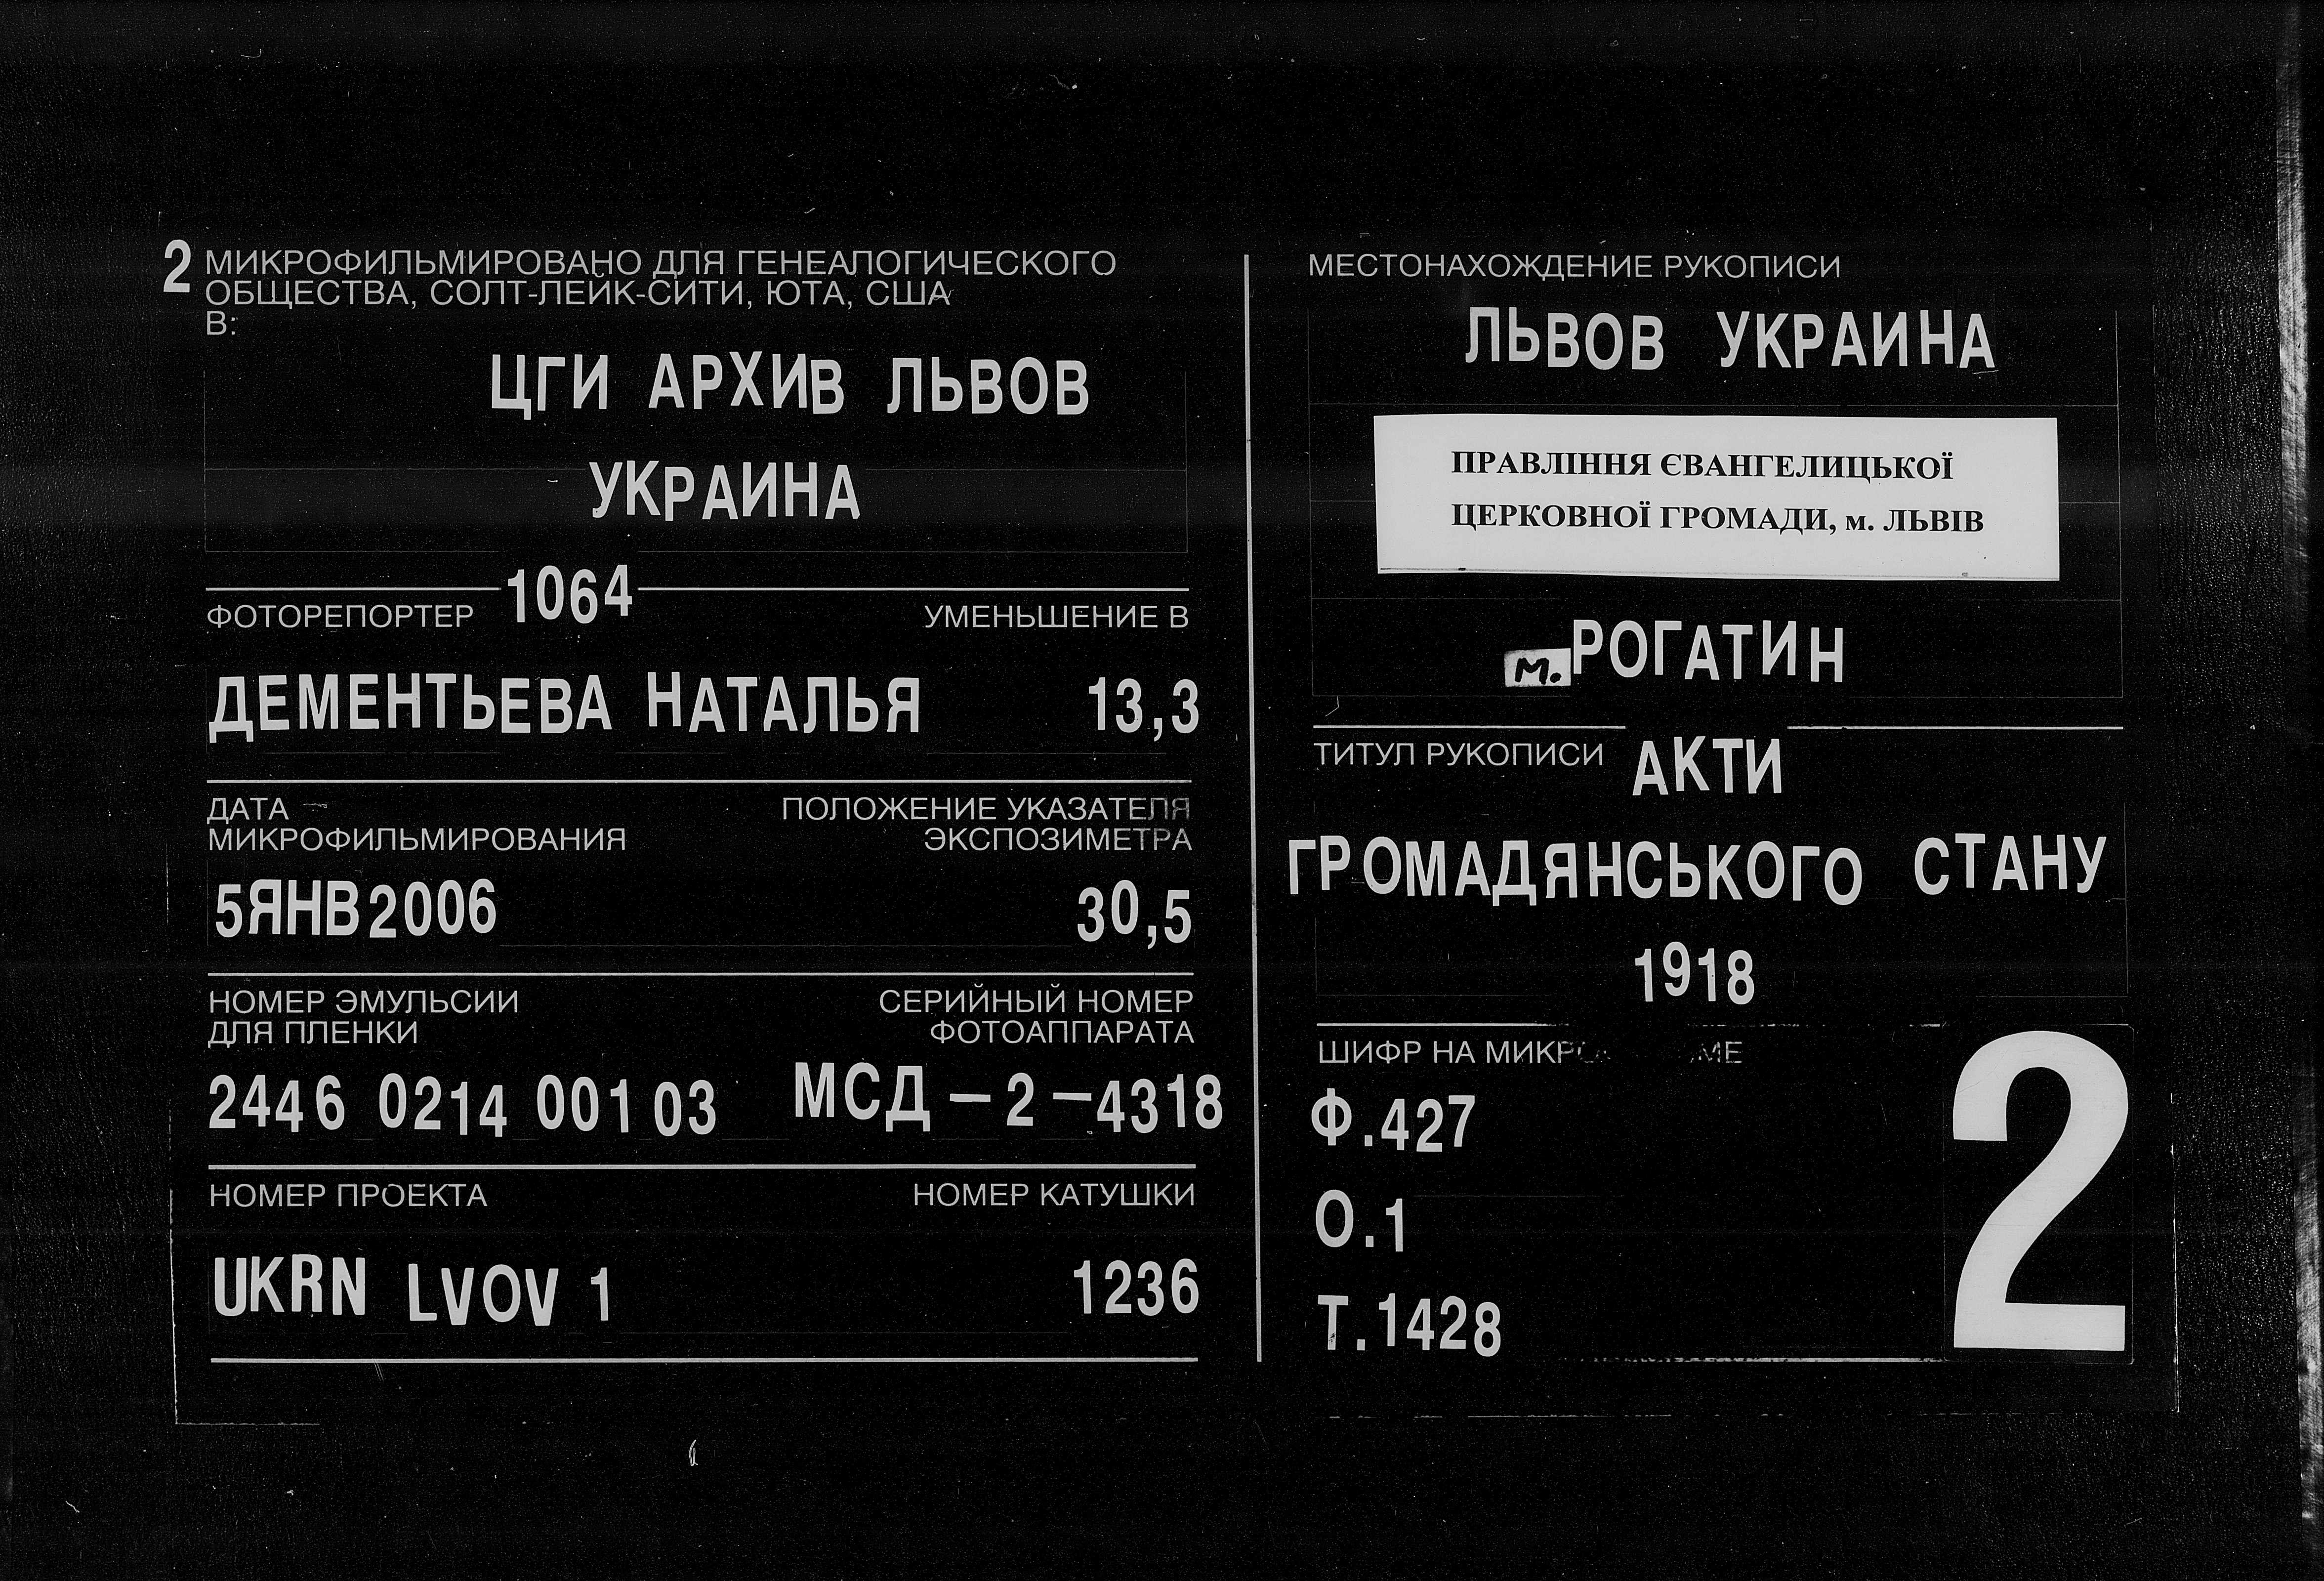 2 МИКРОФИЛЬМИРОВАНО ДЛЯ ГЕНЕАЛОГИЧЕСКОГО
ОБЩЕСТВА, СОЛТ-ЛЕЙК-СИТИ, ЮТА, США
В:
ЦГИ АРХИВ ЛЬВОВ
УКРАИНА
ФОТОРЕПОРТЕР 1064 УМЕНЬШЕНИЕ В
ДЕМЕНТЬЕВА НАТАЛЬЯ 13,3
ДАТА ПОЛОЖЕНИЕ УКАЗАТЕЛЯ
МИКРОФИЛЬМИРОВАНИЯ ЭКСПОЗИМЕТРА
5ЯНВ2006 30,5
НОМЕР ЭМУЛЬСИИ СЕРИЙНЫЙ НОМЕР
ДЛЯ ПЛЕНКИ ФОТОАППАРАТА
2446 0214 001 03 МСД – 2 – 4318
НОМЕР ПРОЕКТА НОМЕР КАТУШКИ
UKRN LVOV 1 1236
МЕСТОНАХОЖДЕНИЕ РУКОПИСИ
ЛЬВОВ УКРАИНА
ПРАВЛІННЯ ЄВАНГЕЛИЦЬКОЇ
ЦЕРКОВНОЇ ГРОМАДИ, м. ЛЬВІВ
м. РОГАТИН
ТИТУЛ РУКОПИСИ АКТИ
ГРОМАДЯНСЬКОГО СТАНУ
1918
ШИФР НА
Ф.427
О.1
Т.1428
2